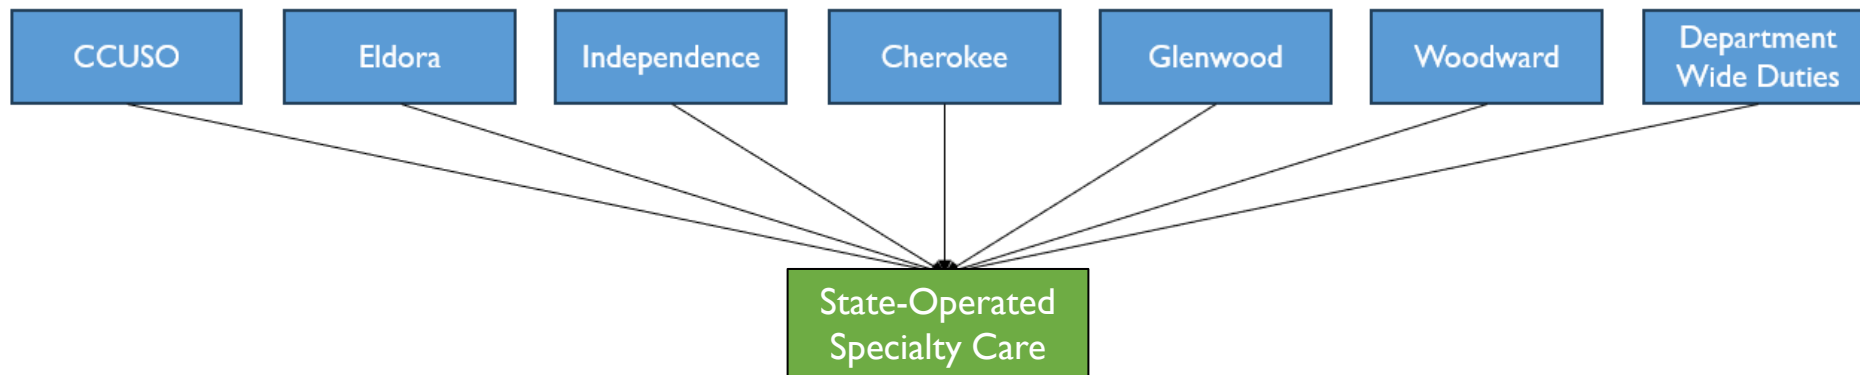 CCUSO
Eldora
Independence
Cherokee
Glenwood
Woodward
Department
Wide Duties
State-Operated
Specialty Care